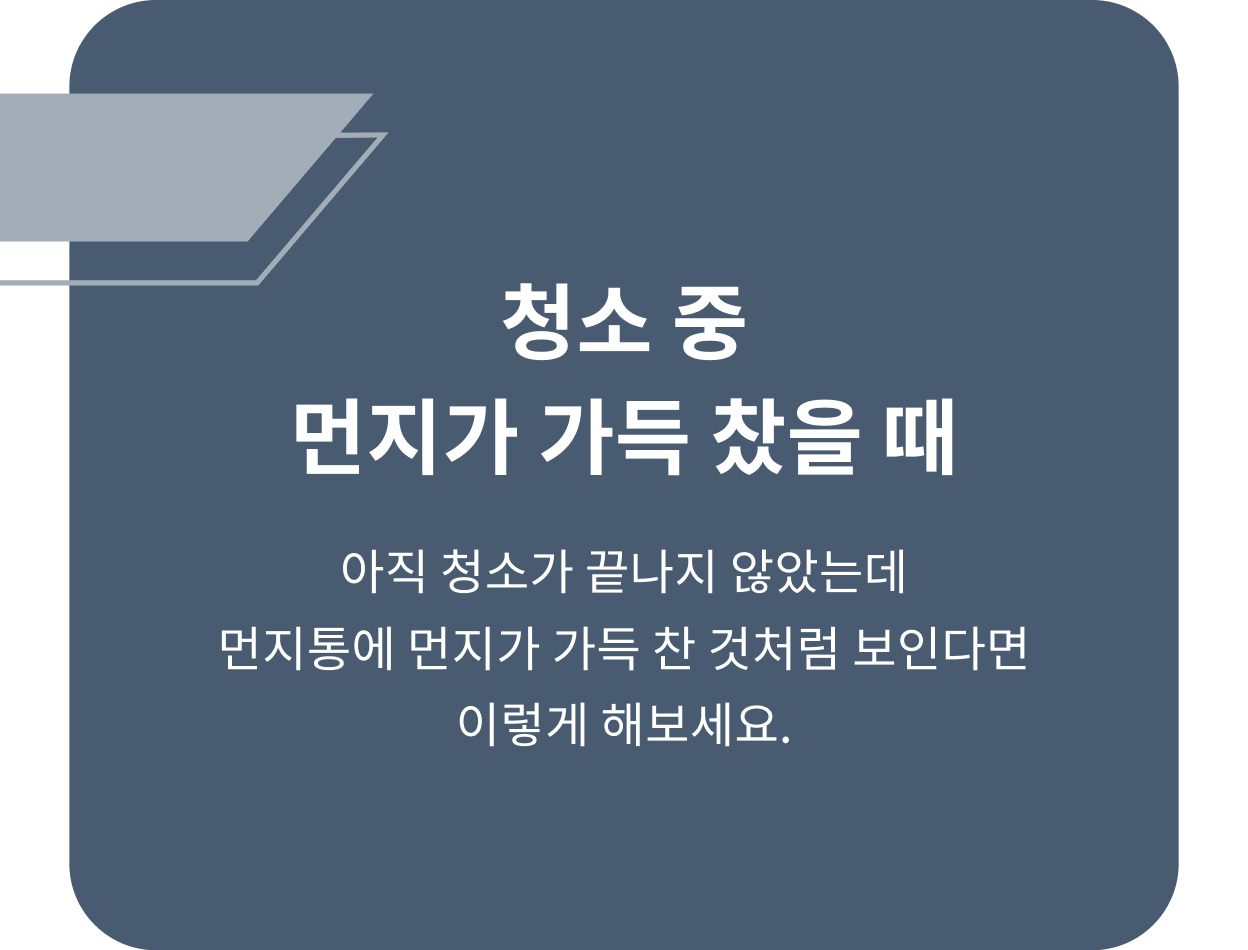 청소 중
먼지가 가득 찼을 때
아직 청소가 끝나지 않았는데
먼지통에 먼지가 가득 찬 것처럼 보인다면
이렇게 해보세요.